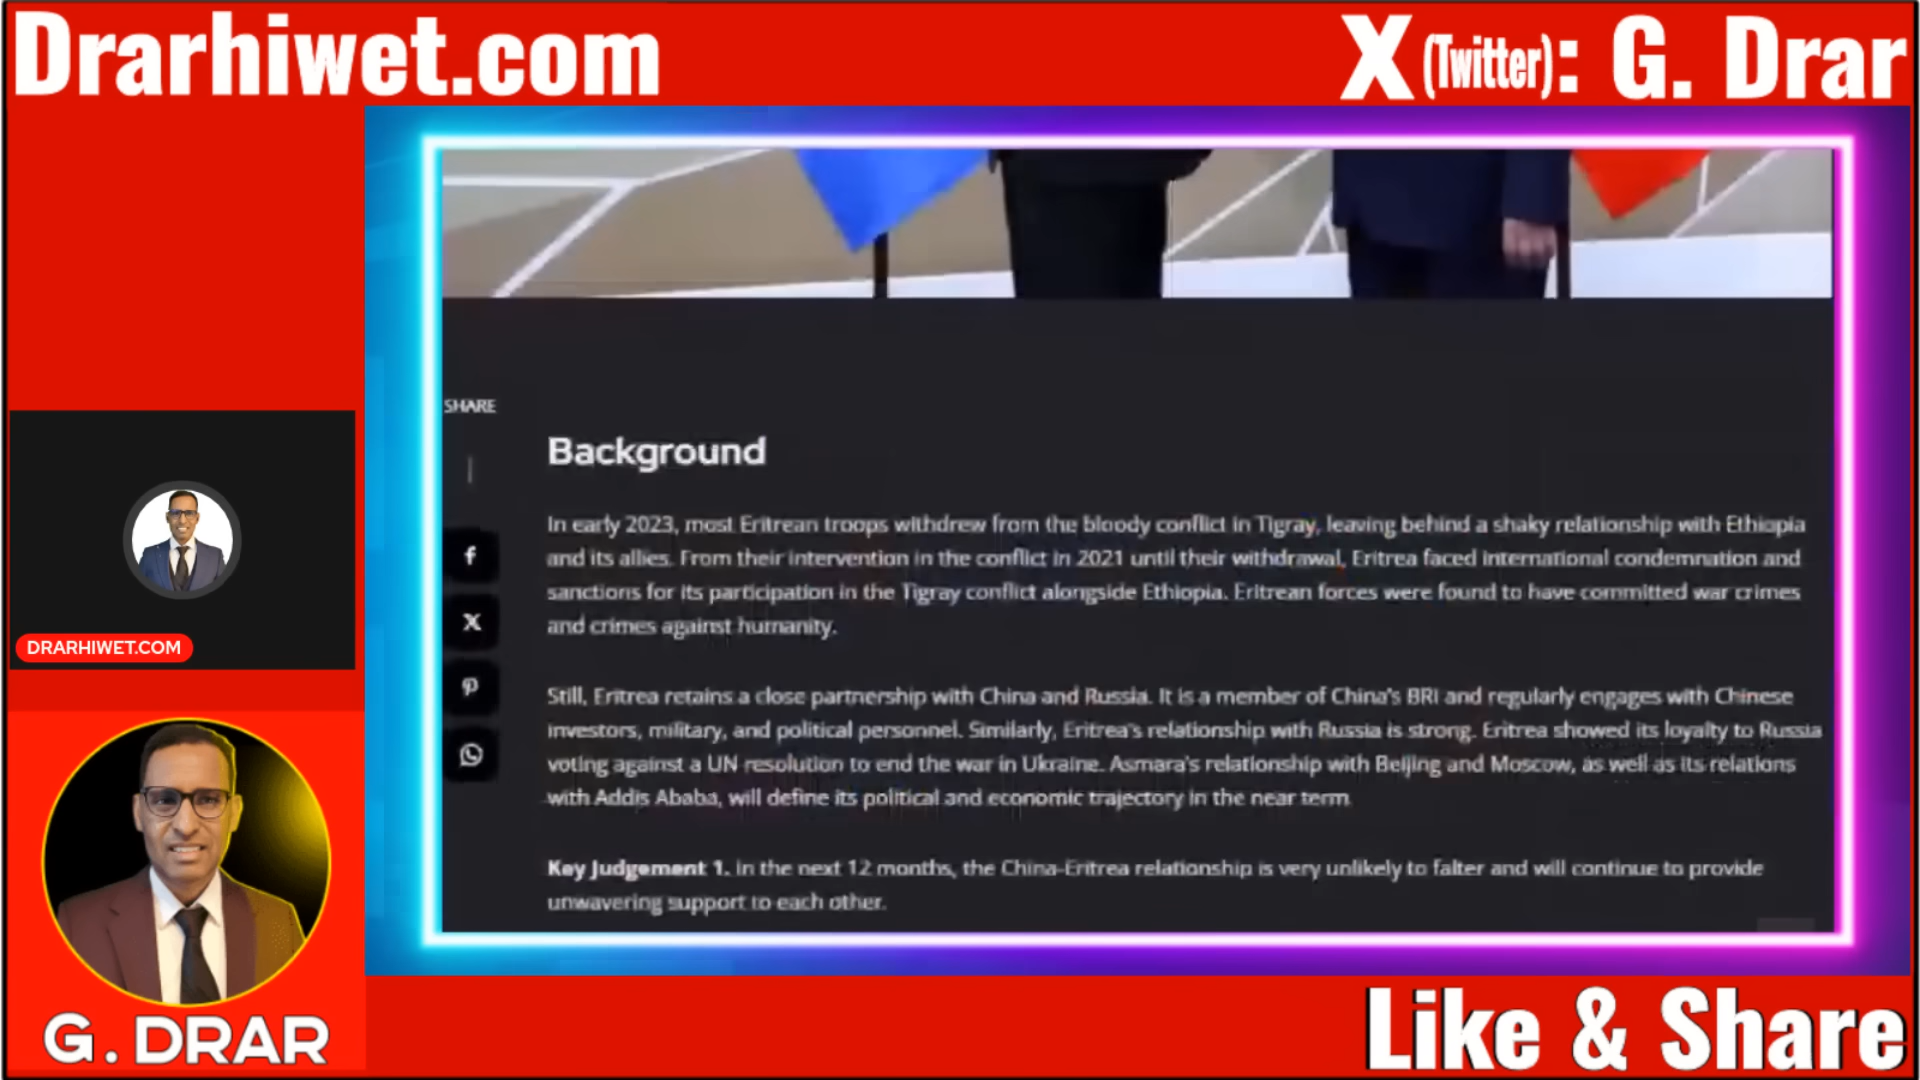 Drarhiwet.com
X (Twitter): G. Drar
SHARE
Background
In early 2023, most Eritrean troops withdrew from the bloody conflict in Tigray, leaving behind a shaky relationship with Ethiopia
and its allies. From their intervention in the conflict in 2021 until their withdrawal, Eritrea faced international condemnation and
sanctions for its participation in the Tigray conflict alongside Ethiopia. Eritrean forces were found to have committed war crimes
and crimes against humanity.
Still, Eritrea retains a close partnership with China and Russia. It is a member of China's BRI and regularly engages with Chinese
investors, military, and political personnel. Similarly, Eritrea's relationship with Russia is strong. Eritrea showed its loyalty to Russia
voting against a UN resolution to end the war in Ukraine. Asmara's relationship with Beijing and Moscow, as well as its relations
with Addis Ababa, will define its political and economic trajectory in the near term
Key Judgement 1. In the next 12 months, the China-Eritrea relationship is very unlikely to falter and will continue to provide
unwavering support to each other.
DRARHIWET.COM
G. DRAR
Like & Share